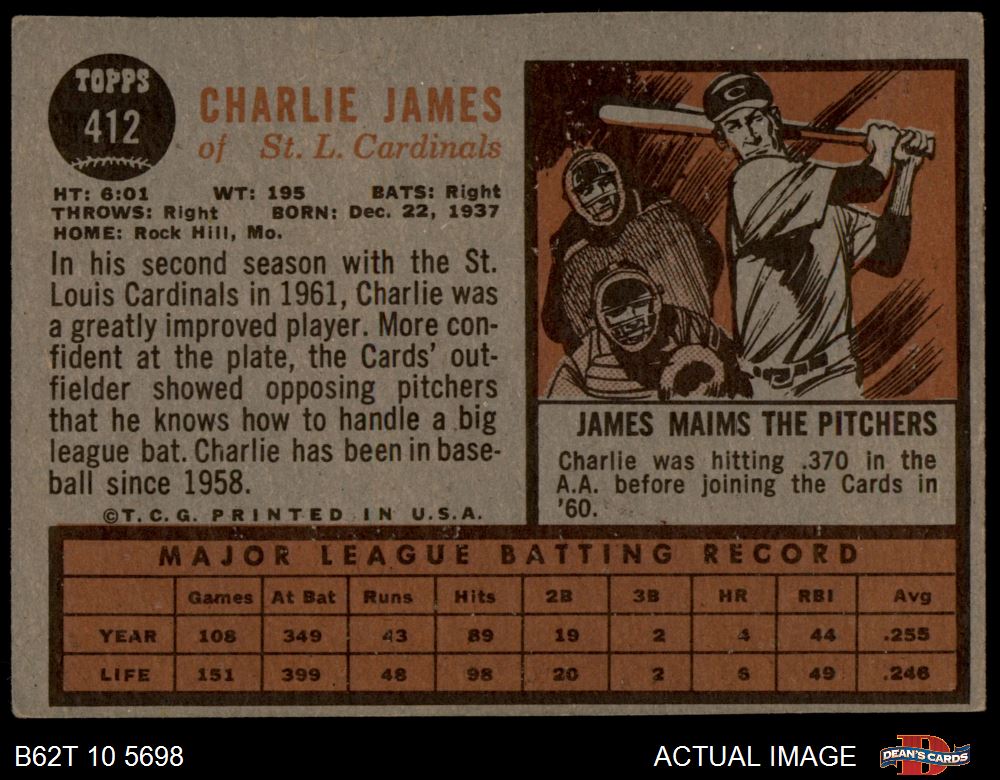 TOPPS
412
CHARLIE JAMES
of St. L. Cardinals
HT: 6:01 WT: 195 BATS: Right
THROWS: Right BORN: Dec. 22, 1937
HOME: Rock Hill, Mo.
In his second season with the St.
Louis Cardinals in 1961, Charlie was
a greatly improved player. More con-
fident at the plate, the Cards' out-
fielder showed opposing pitchers
that he knows how to handle a big
league bat. Charlie has been in base-
ball since 1958.
©T.C.G. PRINTED IN U.S.A.
C
JAMES MAIMS THE PITCHERS
Charlie was hitting .370 in the
A.A. before joining the Cards in
'60.
MAJOR LEAGUE BATTING RECORD
Games At Bat Runs Hits 2B 3B HR RBI Avg
YEAR 108 349 43 89 19 2 4 44 .255
LIFE 151 399 48 98 20 2 6 49 .246
B62T 10 5698
ACTUAL IMAGE
DEAN'S CARDS